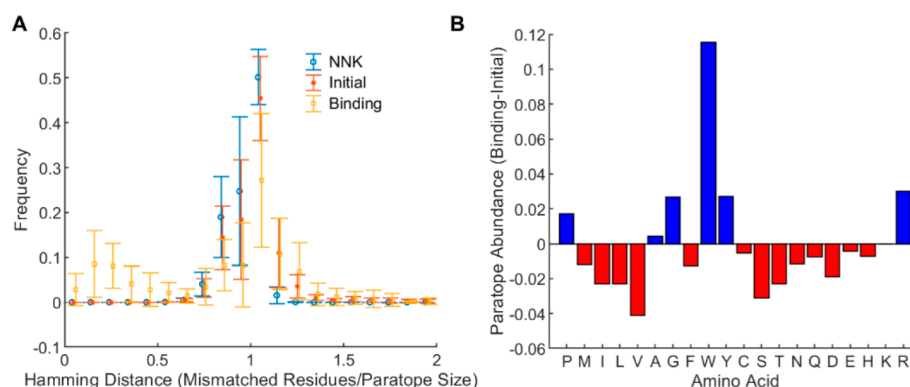 A
0.6
0.5
0.4
0.3
0.2
0.1
0
-0.1
Frequency
0 0.5 1 1.5 2
Hamming Distance (Mismatched Residues/Paratope Size)
NNK
Initial
Binding
B
0.12
0.1
0.08
0.06
0.04
0.02
0
-0.02
-0.04
-0.06
Paratope Abundance (Binding-Initial)
P M I L V A G F W Y C S T N Q D E H K R
Amino Acid